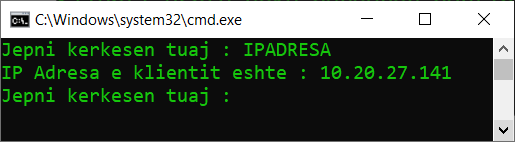 C:\Windows\system32\cmd.exe
Jepni kerkesen tuaj : IPADRESA
IP Adresa e klientit eshte : 10.20.27.141
Jepni kerkesen tuaj :